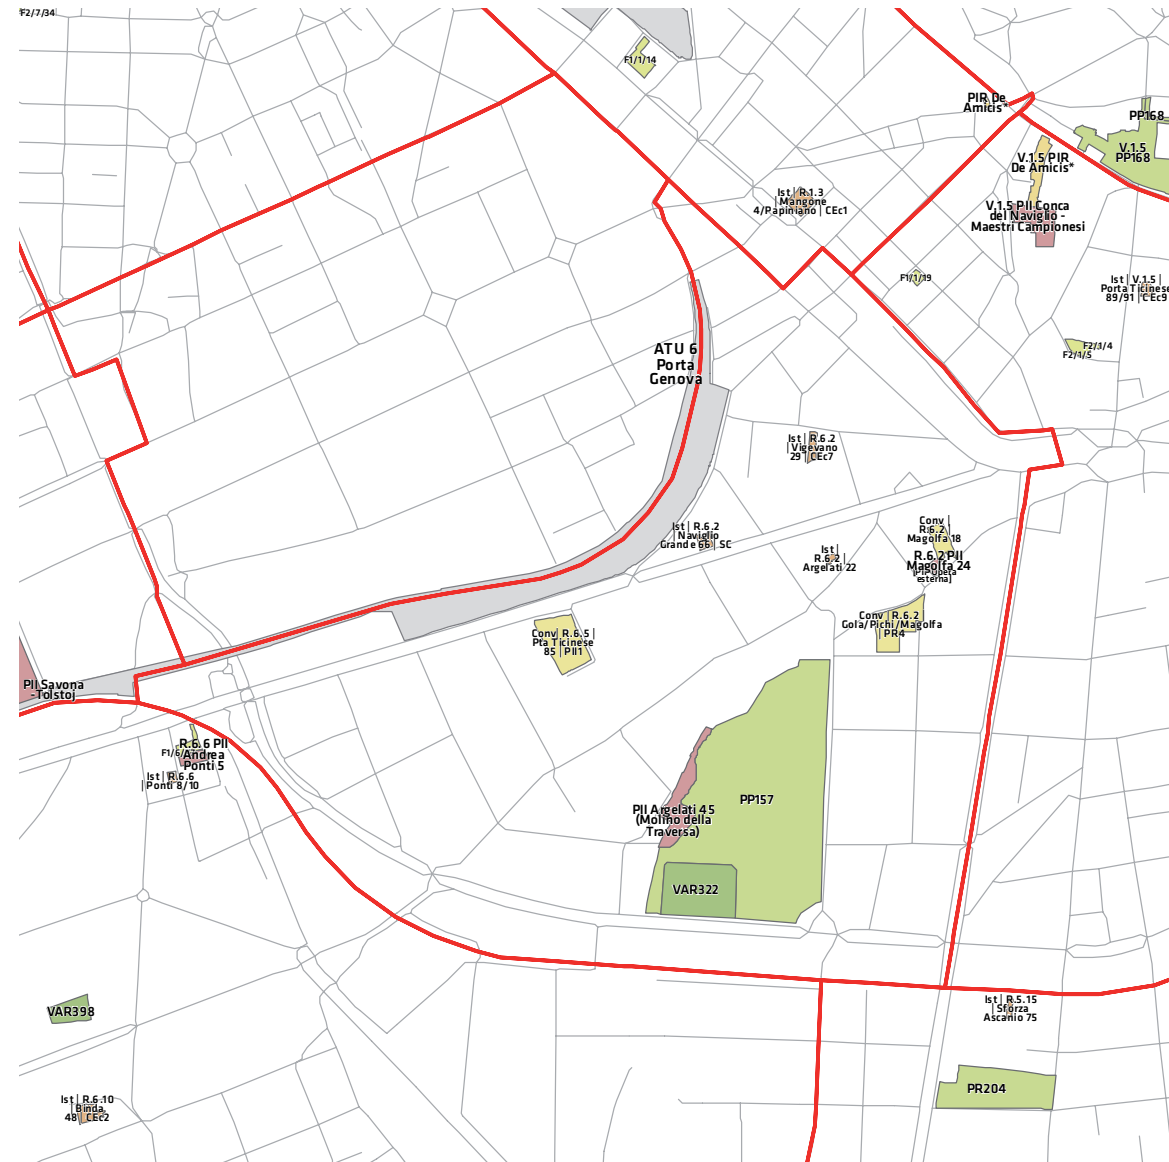 F2/7/34
F1/1/14
PIR De
Amicis*
PP168
V.1.5
PP168
V.1.5 PIR
De Amicis*
Ist | R.1.3
| Mangone
4/Papiniano | CEc1
V.1.5 PII Conca
del Naviglio -
Maestri Campionesi
F1/1/19
Ist | V.1.5 |
Porta Ticinese
89/91 | CEc9
F2/1/4
F2/1/5
ATU 6
Porta
Genova
Ist | R.6.2
| Vigevano
29 | CEc7
Ist | R.6.2
| Naviglio
Grande 66 | SC
Ist |
R.6.2 |
Argelati 22
Conv |
R.6.2 |
Magolfa 18
R.6.2 PII
Magolfa 24
(PII Opera
esterna)
Conv | R.6.2 |
Gola/Pichi/Magolfa
| PR4
Conv | R.6.5 |
Pta Ticinese
85 | PII1
PII Savona
-Tolstoj
R.6.6 PII
Andrea
Ponti 5
Ist | R.6.6
| Ponti 8/10
PII Argelati 45
(Molino della
Traversa)
PP157
VAR322
VAR398
Ist | R.5.15
| Sforza
Ascanio 75
PR204
Ist | R.6.10
| Binda
48 | CEc2